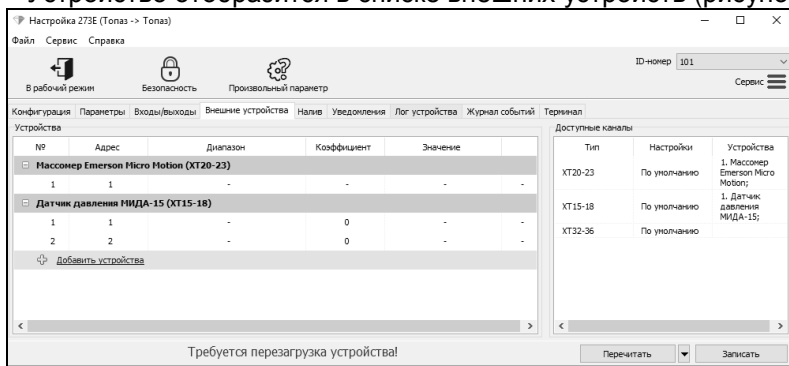 Устройство отобразится в списке внешних устройств (рисуно
Настройка 273E (Топаз -> Топаз)
Файл Сервис Справка
В рабочий режим Безопасность Произвольный параметр
ID-номер 101
Сервис
Конфигурация Параметры Входы/выходы Внешние устройства Налив Уведомления Лог устройства Журнал событий Терминал
Устройства Доступные каналы
№ Адрес Диапазон Коэффициент Значение
Массомер Emerson Micro Motion (XT20-23)
1 1 - - - -
Датчик давления МИДА-15 (XT15-18)
1 1 - 0 - -
2 2 - 0 - -
Добавить устройства
Тип Настройки Устройства
XT20-23 По умолчанию 1. Массомер
Emerson Micro
Motion;
XT15-18 По умолчанию 1. Датчик
давления
МИДА-15;
XT32-36 По умолчанию
Требуется перезагрузка устройства!
Перечитать Записать